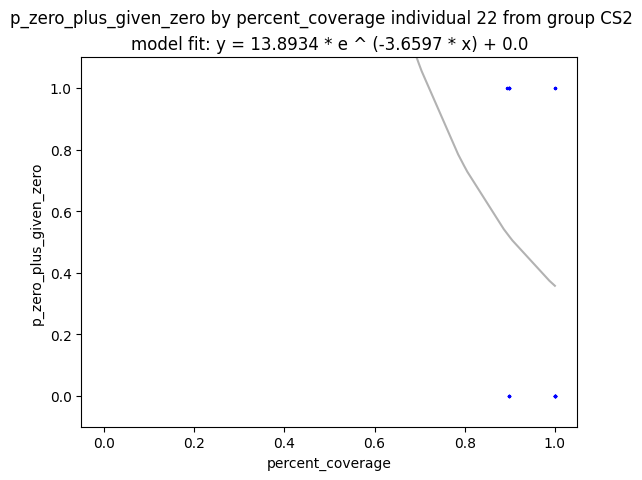 p_zero_plus_given_zero by percent_coverage individual 22 from group CS2
model fit: y = 13.8934 * e ^ (-3.6597 * x) + 0.0
p_zero_plus_given_zero
1.0
0.8
0.6
0.4
0.2
0.0
0.0 0.2 0.4 0.6 0.8 1.0
percent_coverage